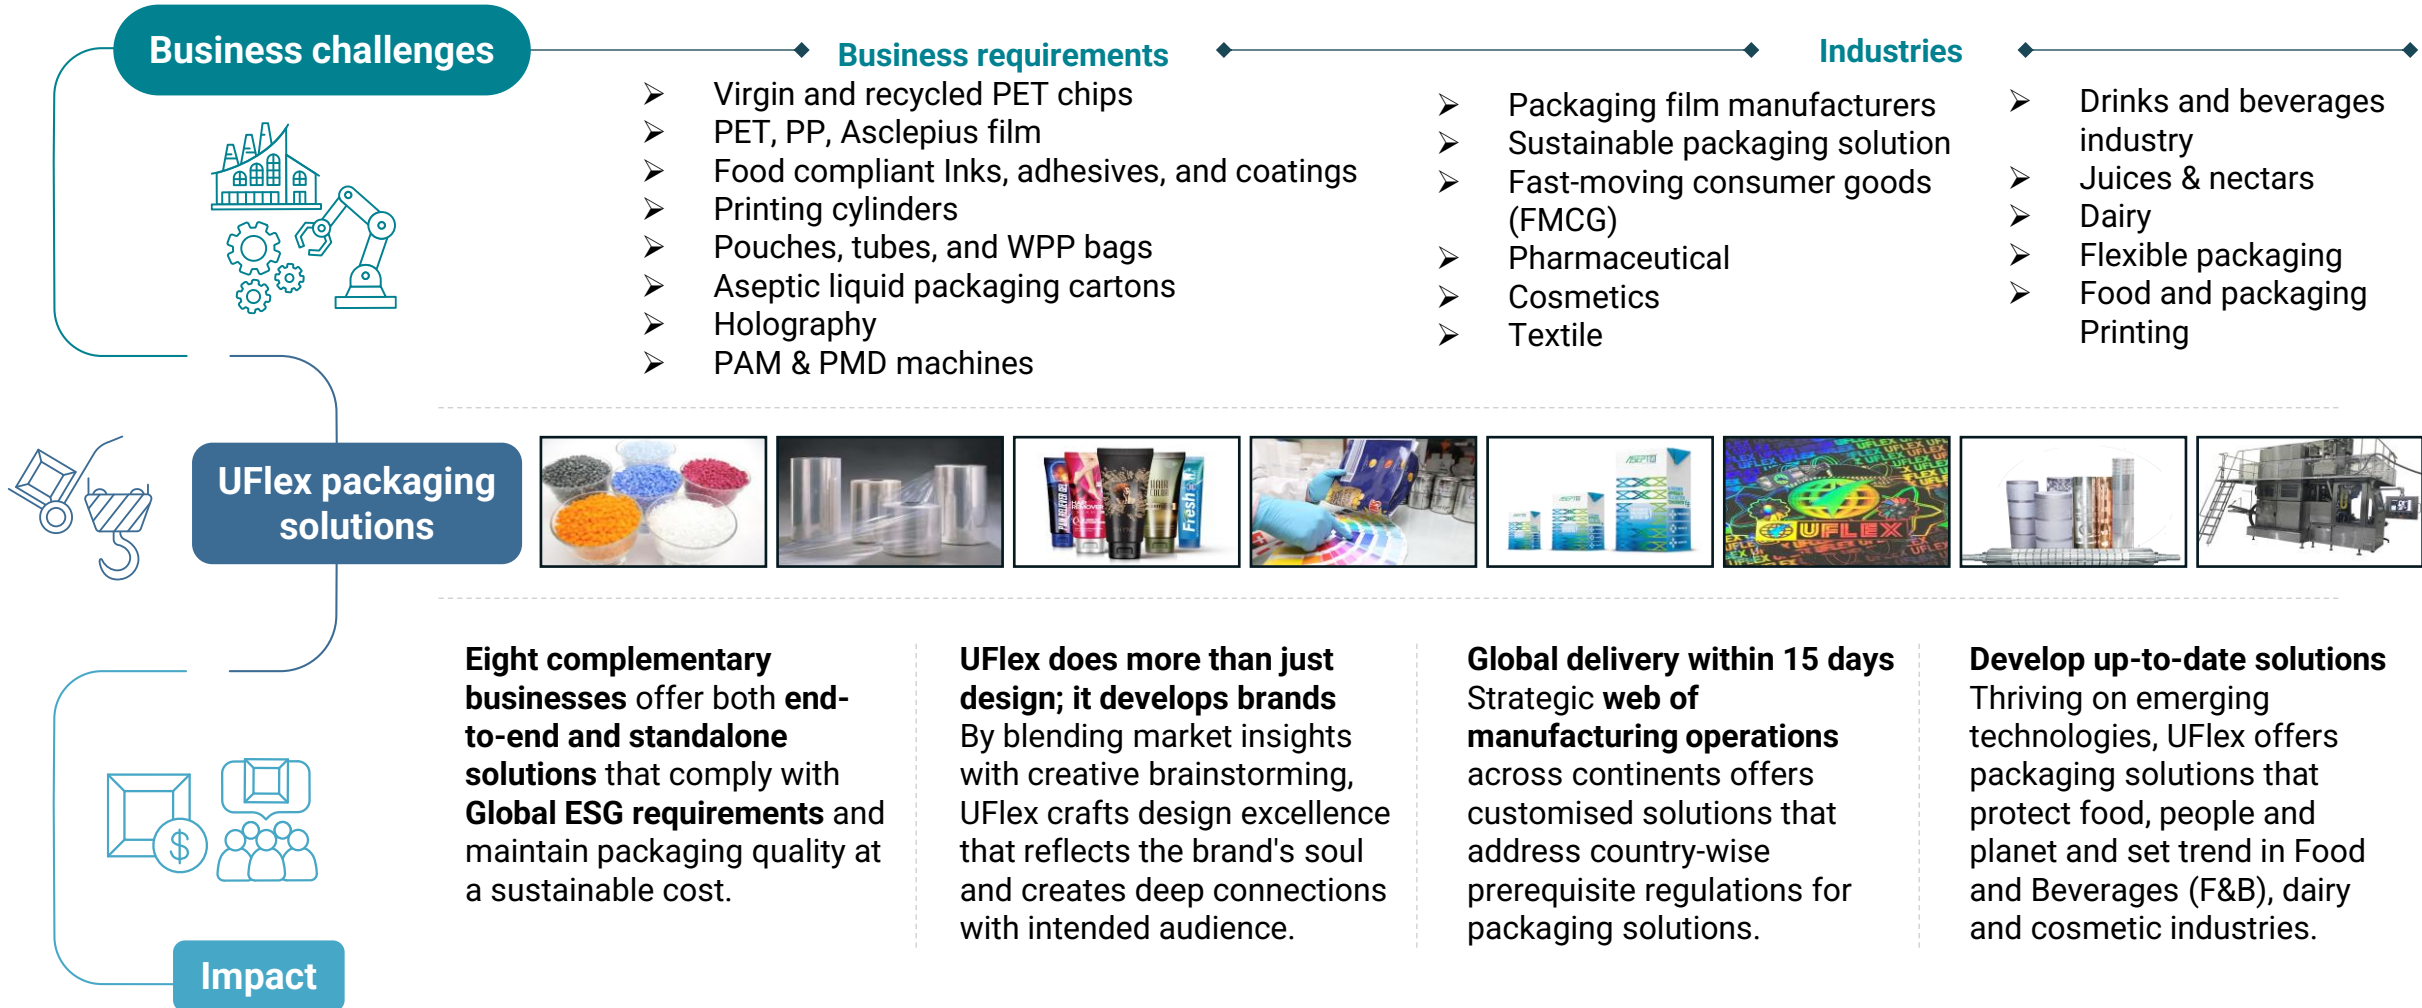 Business challenges
Business requirements
Virgin and recycled PET chips
PET, PP, Asclepius film
Food compliant Inks, adhesives, and coatings
Printing cylinders
Pouches, tubes, and WPP bags
Aseptic liquid packaging cartons
Holography
PAM & PMD machines
Industries
Packaging film manufacturers
Sustainable packaging solution
Fast-moving consumer goods
(FMCG)
Pharmaceutical
Cosmetics
Textile
Drinks and beverages
industry
Juices & nectars
Dairy
Flexible packaging
Food and packaging
Printing
UFlex packaging
solutions
PAIN RELIEVER GEL
REMOVER
HAIR
COLOR
Fresh
ASEPTO
ASEPTO
UFLEX
Eight complementary
businesses offer both end-
to-end and standalone
solutions that comply with
Global ESG requirements and
maintain packaging quality at
a sustainable cost.
UFlex does more than just
design; it develops brands
By blending market insights
with creative brainstorming,
UFlex crafts design excellence
that reflects the brand's soul
and creates deep connections
with intended audience.
Global delivery within 15 days
Strategic web of
manufacturing operations
across continents offers
customised solutions that
address country-wise
prerequisite regulations for
packaging solutions.
Develop up-to-date solutions
Thriving on emerging
technologies, UFlex offers
packaging solutions that
protect food, people and
planet and set trend in Food
and Beverages (F&B), dairy
and cosmetic industries.
$
Impact